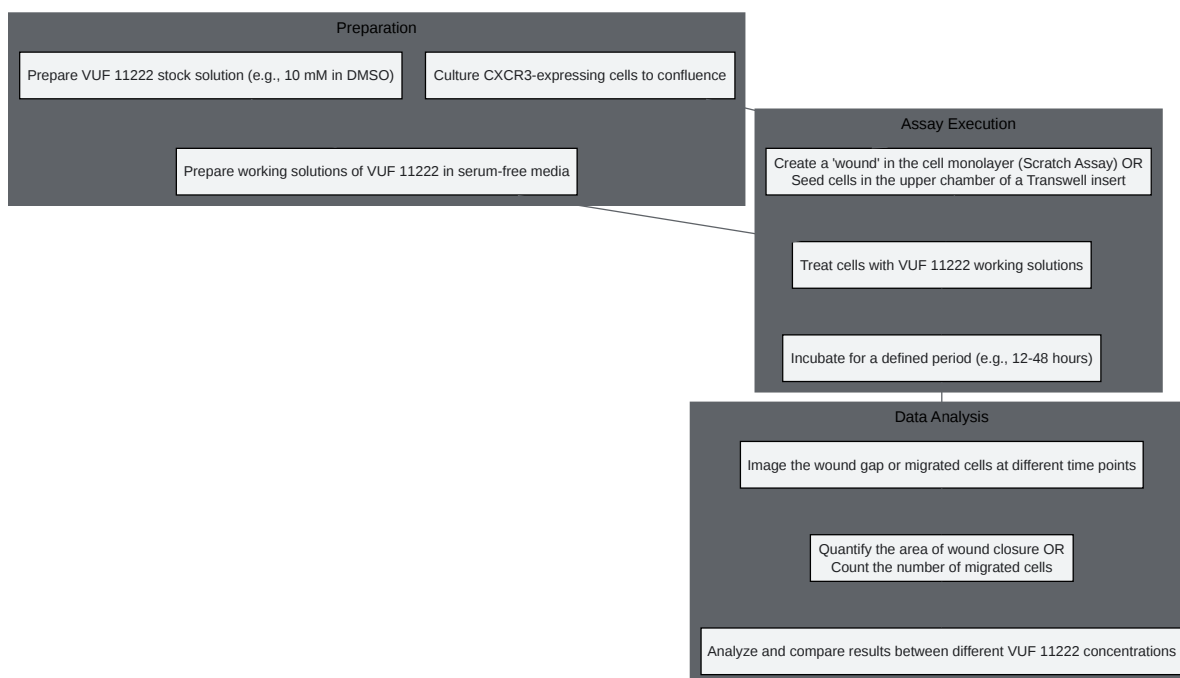 Preparation
Prepare VUF 11222 stock solution (e.g., 10 mM in DMSO)
Culture CXCR3-expressing cells to confluence
Prepare working solutions of VUF 11222 in serum-free media
Assay Execution
Create a 'wound' in the cell monolayer (Scratch Assay) OR
Seed cells in the upper chamber of a Transwell insert
Treat cells with VUF 11222 working solutions
Incubate for a defined period (e.g., 12-48 hours)
Data Analysis
Image the wound gap or migrated cells at different time points
Quantify the area of wound closure OR
Count the number of migrated cells
Analyze and compare results between different VUF 11222 concentrations